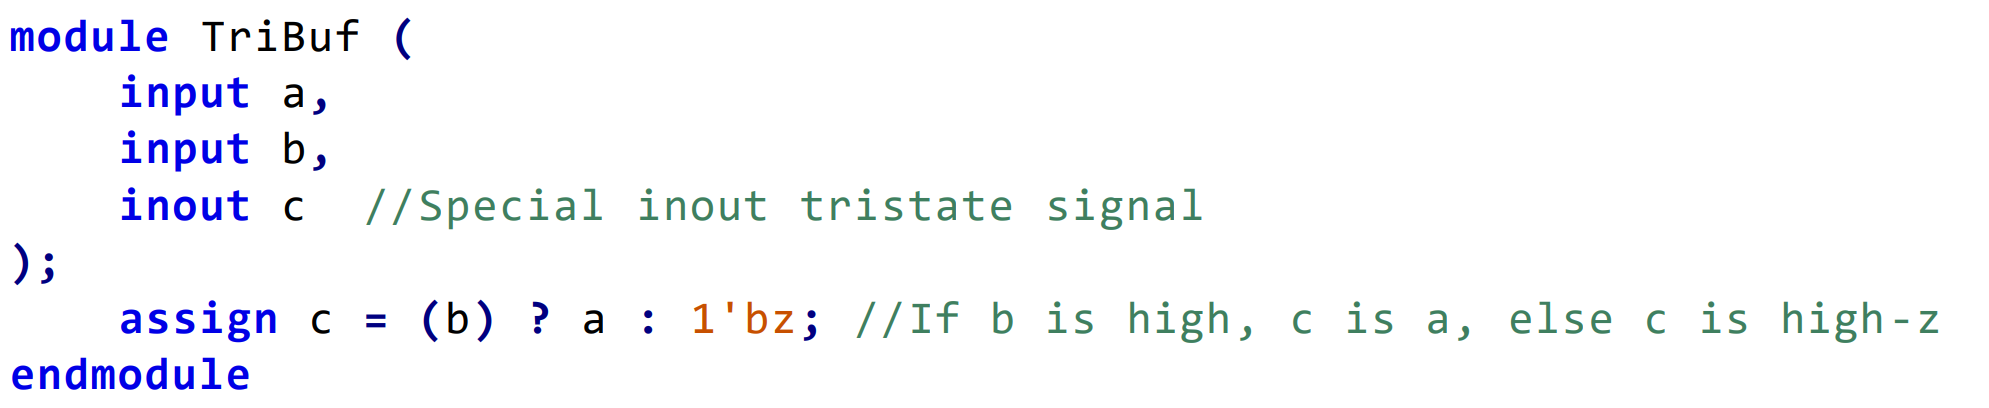 module TriBuf (
    input a,
    input b,
    inout c  //Special inout tristate signal
);
    assign c = (b) ? a : 1'bz; //If b is high, c is a, else c is high-z
endmodule